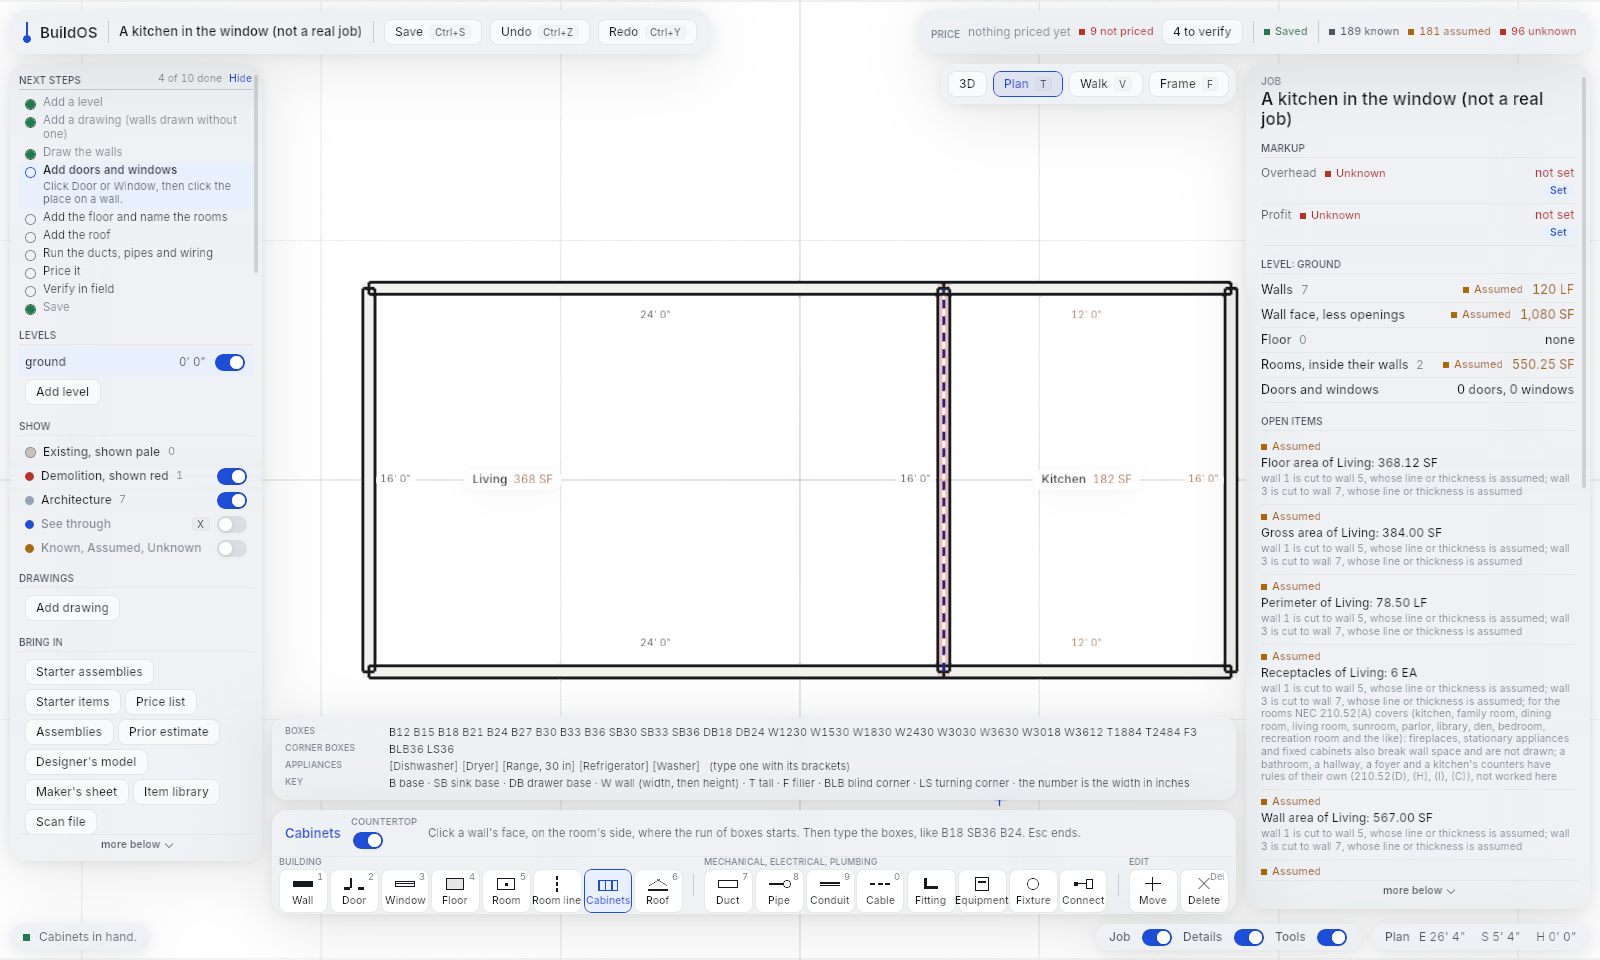 BuildOS
A kitchen in the window (not a real job)
Save Ctrl+S
Undo Ctrl+Z
Redo Ctrl+Y
PRICE nothing priced yet
9 not priced
4 to verify
Saved
189 known
181 assumed
96 unknown
3D
Plan T
Walk V
Frame F
NEXT STEPS 4 of 10 done Hide
Add a level
Add a drawing (walls drawn without
one)
Draw the walls
Add doors and windows
Click Door or Window, then click the
place on a wall.
Add the floor and name the rooms
Add the roof
Run the ducts, pipes and wiring
Price it
Verify in field
Save
LEVELS
ground 0' 0"
Add level
SHOW
Existing, shown pale 0
Demolition, shown red 1
Architecture 7
See through X
Known, Assumed, Unknown
DRAWINGS
Add drawing
BRING IN
Starter assemblies
Starter items Price list
Assemblies Prior estimate
Designer's model
Maker's sheet Item library
Scan file
more below
24' 0" 12' 0"
16' 0" Living 368 SF 16' 0" Kitchen 182 SF 16' 0"
24' 0" 12' 0"
BOXES B12 B15 B18 B21 B24 B27 B30 B33 B36 SB30 SB33 SB36 DB18 DB24 W1230 W1530 W1830 W2430 W3030 W3630 W3018 W3612 T1884 T2484 F3
CORNER BOXES BLB36 LS36
APPLIANCES [Dishwasher] [Dryer] [Range, 30 in] [Refrigerator] [Washer] (type one with its brackets)
KEY B base · SB sink base · DB drawer base · W wall (width, then height) · T tall · F filler · BLB blind corner · LS turning corner · the number is the width in inches
Cabinets COUNTERTOP Click a wall's face, on the room's side, where the run of boxes starts. Then type the boxes, like B18 SB36 B24. Esc ends.
BUILDING MECHANICAL, ELECTRICAL, PLUMBING EDIT
1 2 3 4 5 6 7 8 9 0 Del
Wall Door Window Floor Room Room line Cabinets Roof Duct Pipe Conduit Cable Fitting Equipment Fixture Connect Move Delete
Cabinets in hand.
Job Details Tools
Plan E 26' 4" S 5' 4" H 0' 0"
JOB
A kitchen in the window (not a real
job)
MARKUP
Overhead Unknown not set
Set
Profit Unknown not set
Set
LEVEL: GROUND
Walls 7 Assumed 120 LF
Wall face, less openings Assumed 1,080 SF
Floor 0 none
Rooms, inside their walls 2 Assumed 550.25 SF
Doors and windows 0 doors, 0 windows
OPEN ITEMS
Assumed
Floor area of Living: 368.12 SF
wall 1 is cut to wall 5, whose line or thickness is assumed; wall
3 is cut to wall 7, whose line or thickness is assumed
Assumed
Gross area of Living: 384.00 SF
wall 1 is cut to wall 5, whose line or thickness is assumed; wall
3 is cut to wall 7, whose line or thickness is assumed
Assumed
Perimeter of Living: 78.50 LF
wall 1 is cut to wall 5, whose line or thickness is assumed; wall
3 is cut to wall 7, whose line or thickness is assumed
Assumed
Receptacles of Living: 6 EA
wall 1 is cut to wall 5, whose line or thickness is assumed; wall
3 is cut to wall 7, whose line or thickness is assumed; for the
rooms NEC 210.52(A) covers (kitchen, family room, dining
room, living room, sunroom, parlor, library, den, bedroom,
recreation room and the like): fireplaces, stationary appliances
and fixed cabinets also break wall space and are not drawn; a
bathroom, a hallway, a foyer and a kitchen's counters have
rules of their own (210.52(D), (H), (I), (C)), not worked here
Assumed
Wall area of Living: 567.00 SF
wall 1 is cut to wall 5, whose line or thickness is assumed; wall
3 is cut to wall 7, whose line or thickness is assumed
Assumed
more below